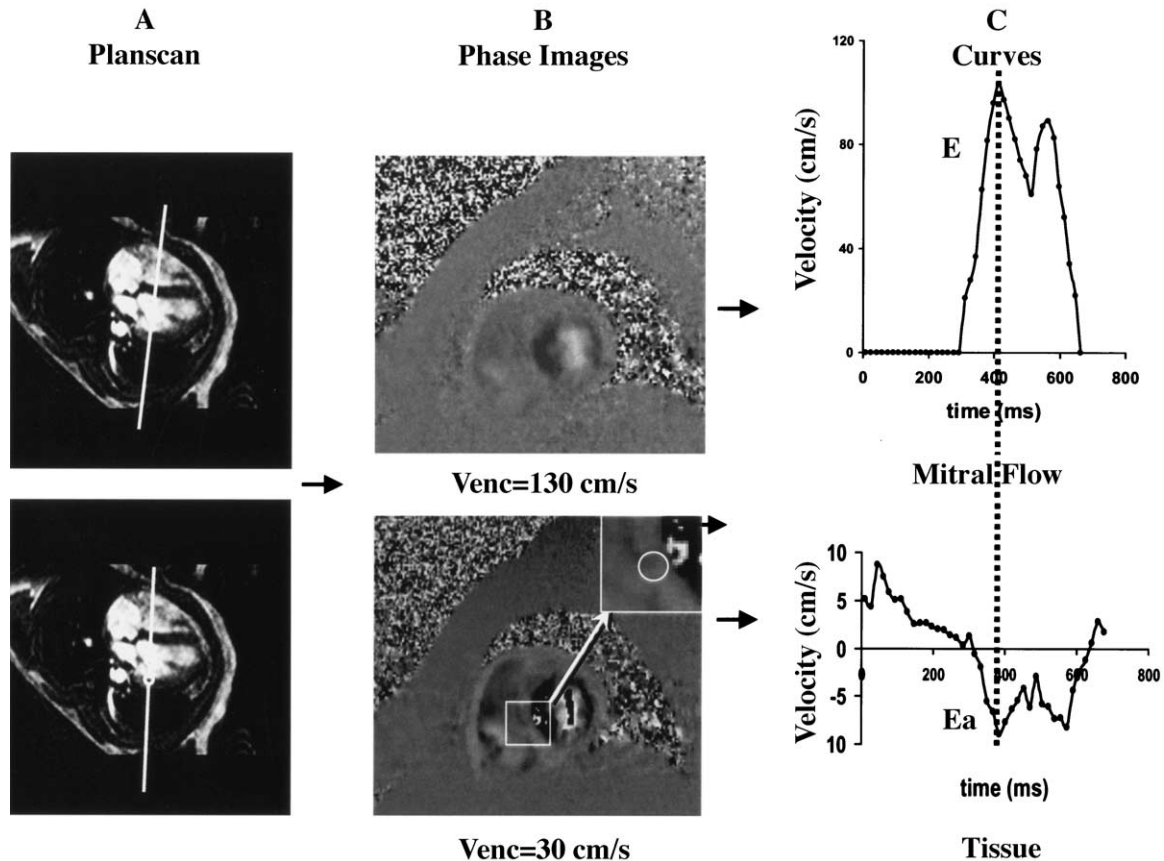 A
Planscan
B
Phase Images
C
Curves
120
80
40
0
Velocity (cm/s)
E
0 200 400 600 800
time (ms)
Venc=130 cm/s
Mitral Flow
10
5
0
-5
10
Velocity (cm/s)
0 200 400 600 800
Ea
time (ms)
Venc=30 cm/s
Tissue